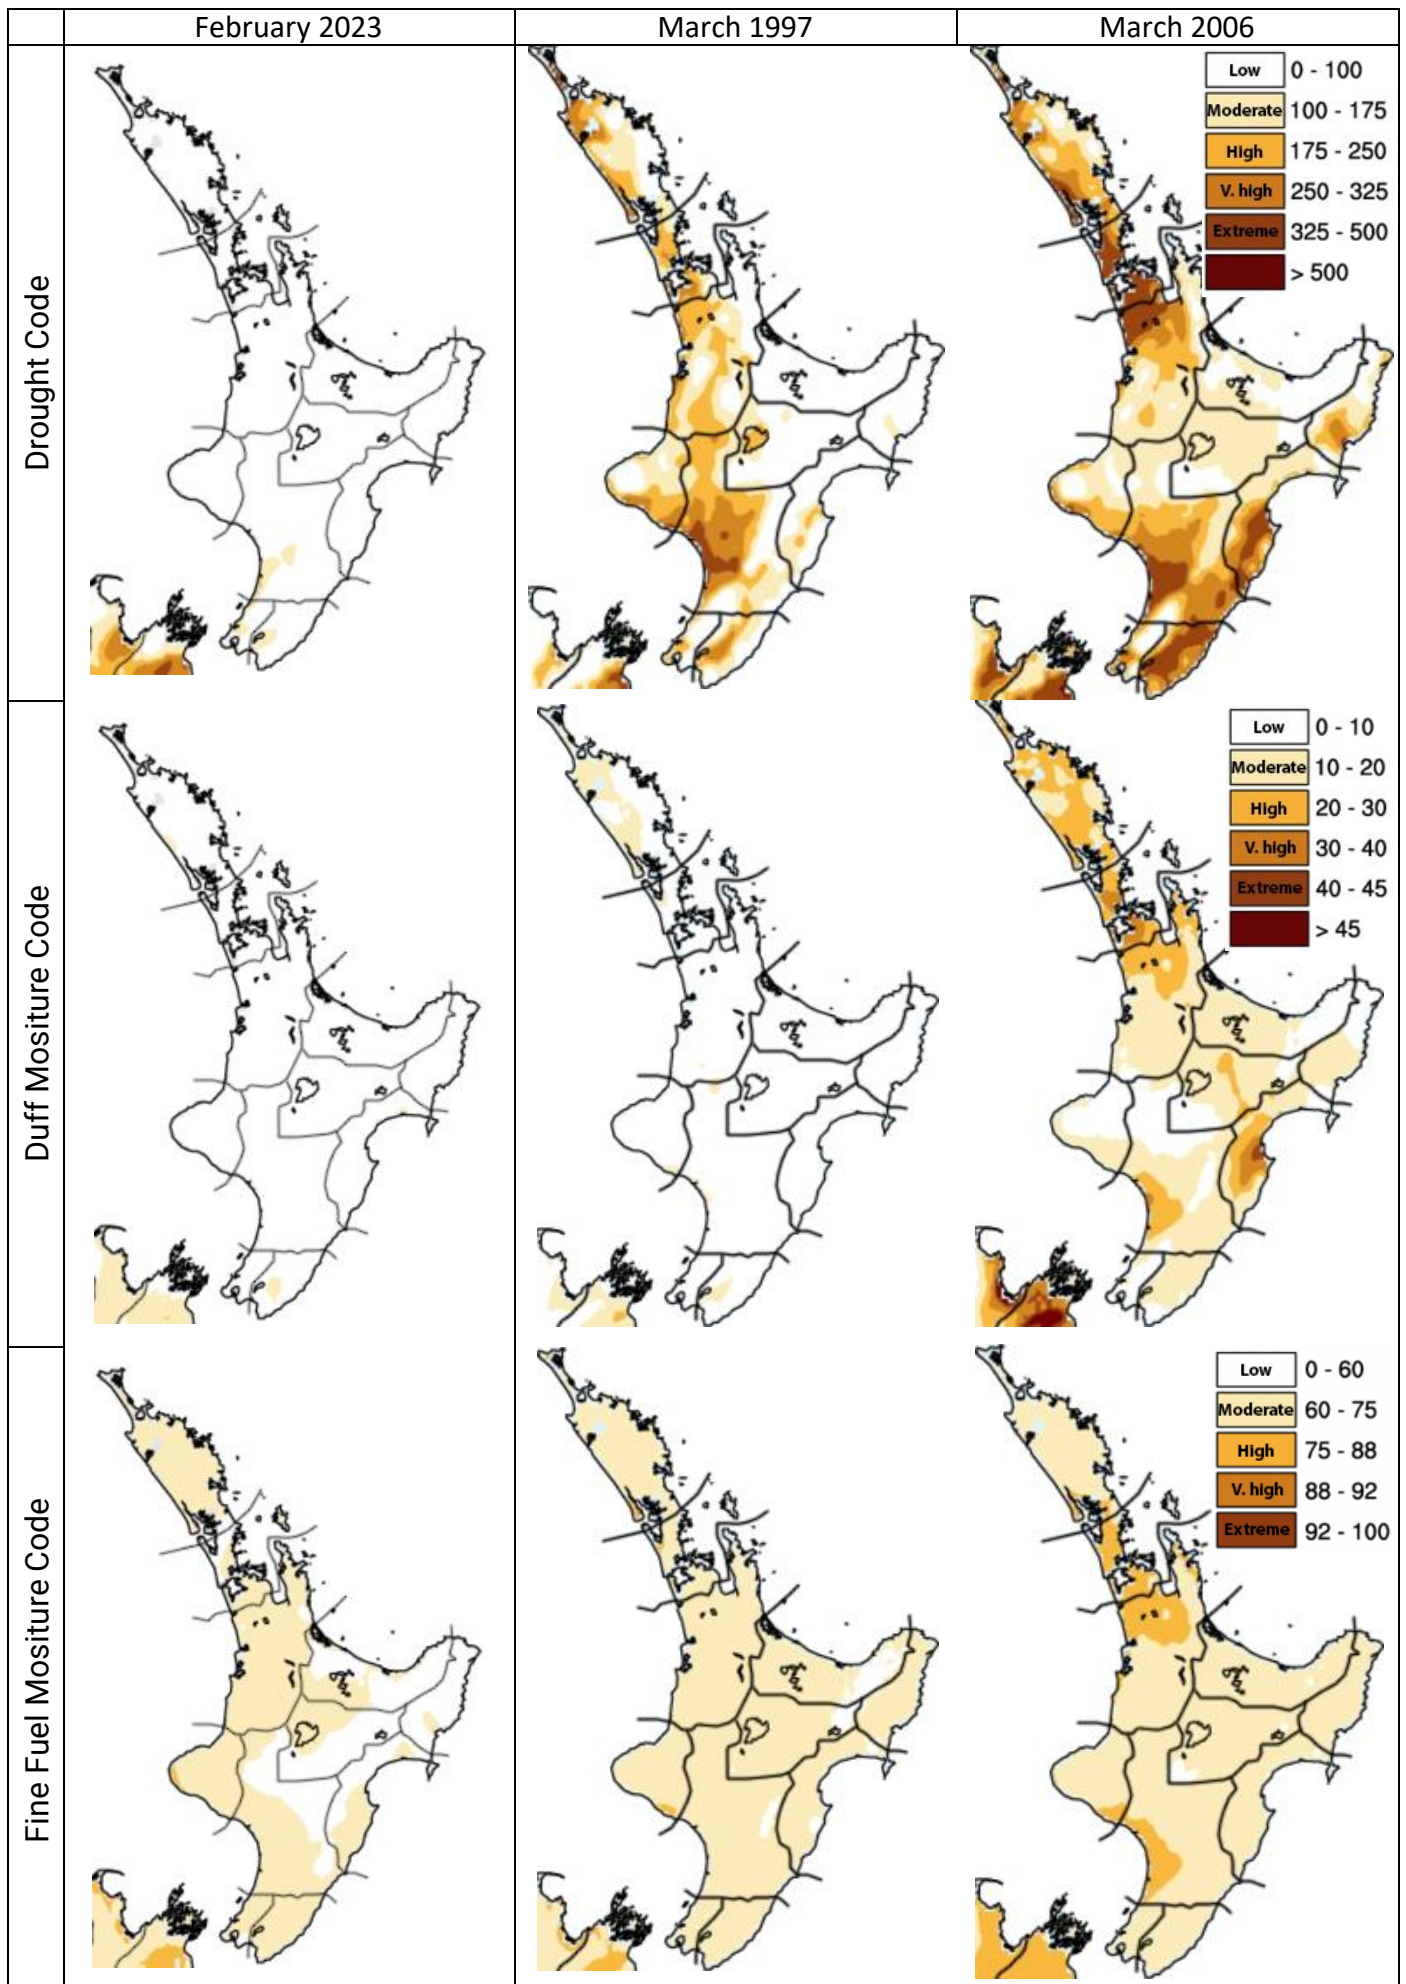 February 2023
March 1997
March 2006
Drought Code
Low 0 - 100
Moderate 100 - 175
High 175 - 250
V. high 250 - 325
Extreme 325 - 500
> 500
Duff Mositure Code
Low 0 - 10
Moderate 10 - 20
High 20 - 30
V. high 30 - 40
Extreme 40 - 45
> 45
Fine Fuel Mositure Code
Low 0 - 60
Moderate 60 - 75
High 75 - 88
V. high 88 - 92
Extreme 92 - 100